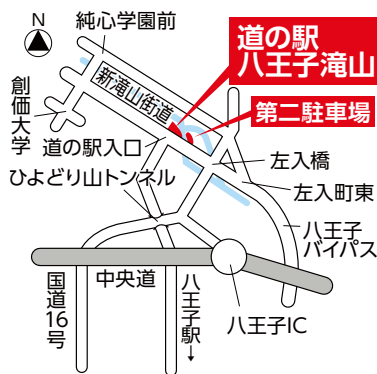 N
純心学園前
道の駅
八王子滝山
新滝山街道
第二駐車場
創価大学
道の駅入口
左入橋
ひよどり山トンネル
左入町東
八王子
バイパス
中央道
国道16号
八王子駅→
八王子IC